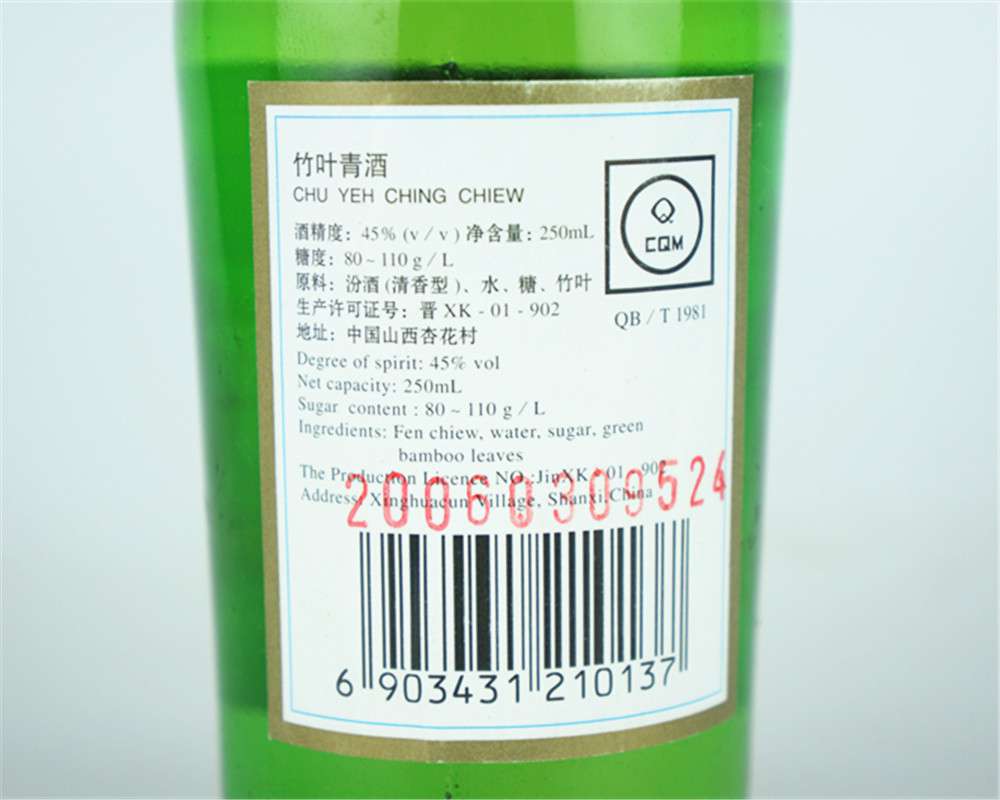 竹叶青酒
CHU YEH CHING CHIEW
酒精度: 45% (v / v) 净含量: 250mL
糖度: 80 ~ 110 g / L
原料: 汾酒 (清香型 )、水、糖、竹叶
生产许可证号: 晋 XK - 01 - 902
地址: 中国山西杏花村
Q
CQM
QB / T 1981
Degree of spirit: 45% vol
Net capacity: 250mL
Sugar content : 80 ~ 110 g / L
Ingredients: Fen chiew, water, sugar, green
bamboo leaves
The Production Licence NO.:JinXK - 01 - 902
Address: Xinghuacun Village, Shanxi,China
20060309524
6 903431 210137